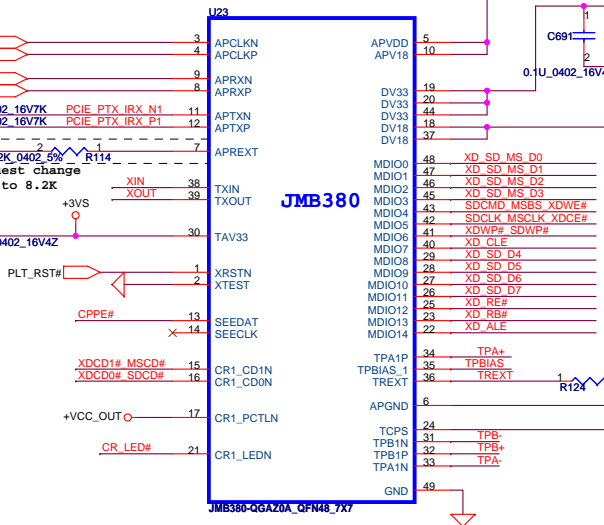 U23
3 APCLKN
4 APCLKP
9 APRXN
8 APRXP
02_16V7K PCIE_PTX_IRX_N1 11 APTXN
02_16V7K PCIE_PTX_IRX_P1 12 APTXP
2K_0402_5% 2 1 R114 7 APREXT
est change
to 8.2K
XIN 38 TXIN
XOUT 39 TXOUT
+3VS
30 TAV33
0402_16V4Z
PLT_RST# 1 XRSTN
2 XTEST
CPPE# 13 SEEDAT
14 SEECLK
XDCD1#_MSCD# 15 CR1_CD1N
XDCD0#_SDCD# 16 CR1_CD0N
+VCC_OUT 17 CR1_PCTLN
CR_LED# 21 CR1_LEDN
JMB380
APVDD 5
APV18 10
DV33 19
DV33 20
DV33 44
DV18 18
DV18 37
1
C691
2
0.1U_0402_16V4
MDIO0 48 XD_SD_MS_D0
MDIO1 47 XD_SD_MS_D1
MDIO2 46 XD_SD_MS_D2
MDIO3 45 XD_SD_MS_D3
MDIO4 43 SDCMD_MSBS_XDWE#
MDIO5 42 SDCLK_MSCLK_XDCE#
MDIO6 41 XDWP#_SDWP#
MDIO7 40 XD_CLE
MDIO8 29 XD_SD_D4
MDIO9 28 XD_SD_D5
MDIO10 27 XD_SD_D6
MDIO11 26 XD_SD_D7
MDIO12 25 XD_RE#
MDIO13 23 XD_RB#
MDIO14 22 XD_ALE
TPA1P 34 TPA+
TPBIAS_1 35 TPBIAS
TREXT 36 TREXT 1
R124
APGND 6
TCPS 24
TPB1N 31 TPB-
TPB1P 32 TPB+
TPA1N 33 TPA-
GND 49
JMB380-QGAZ0A_QFN48_7X7